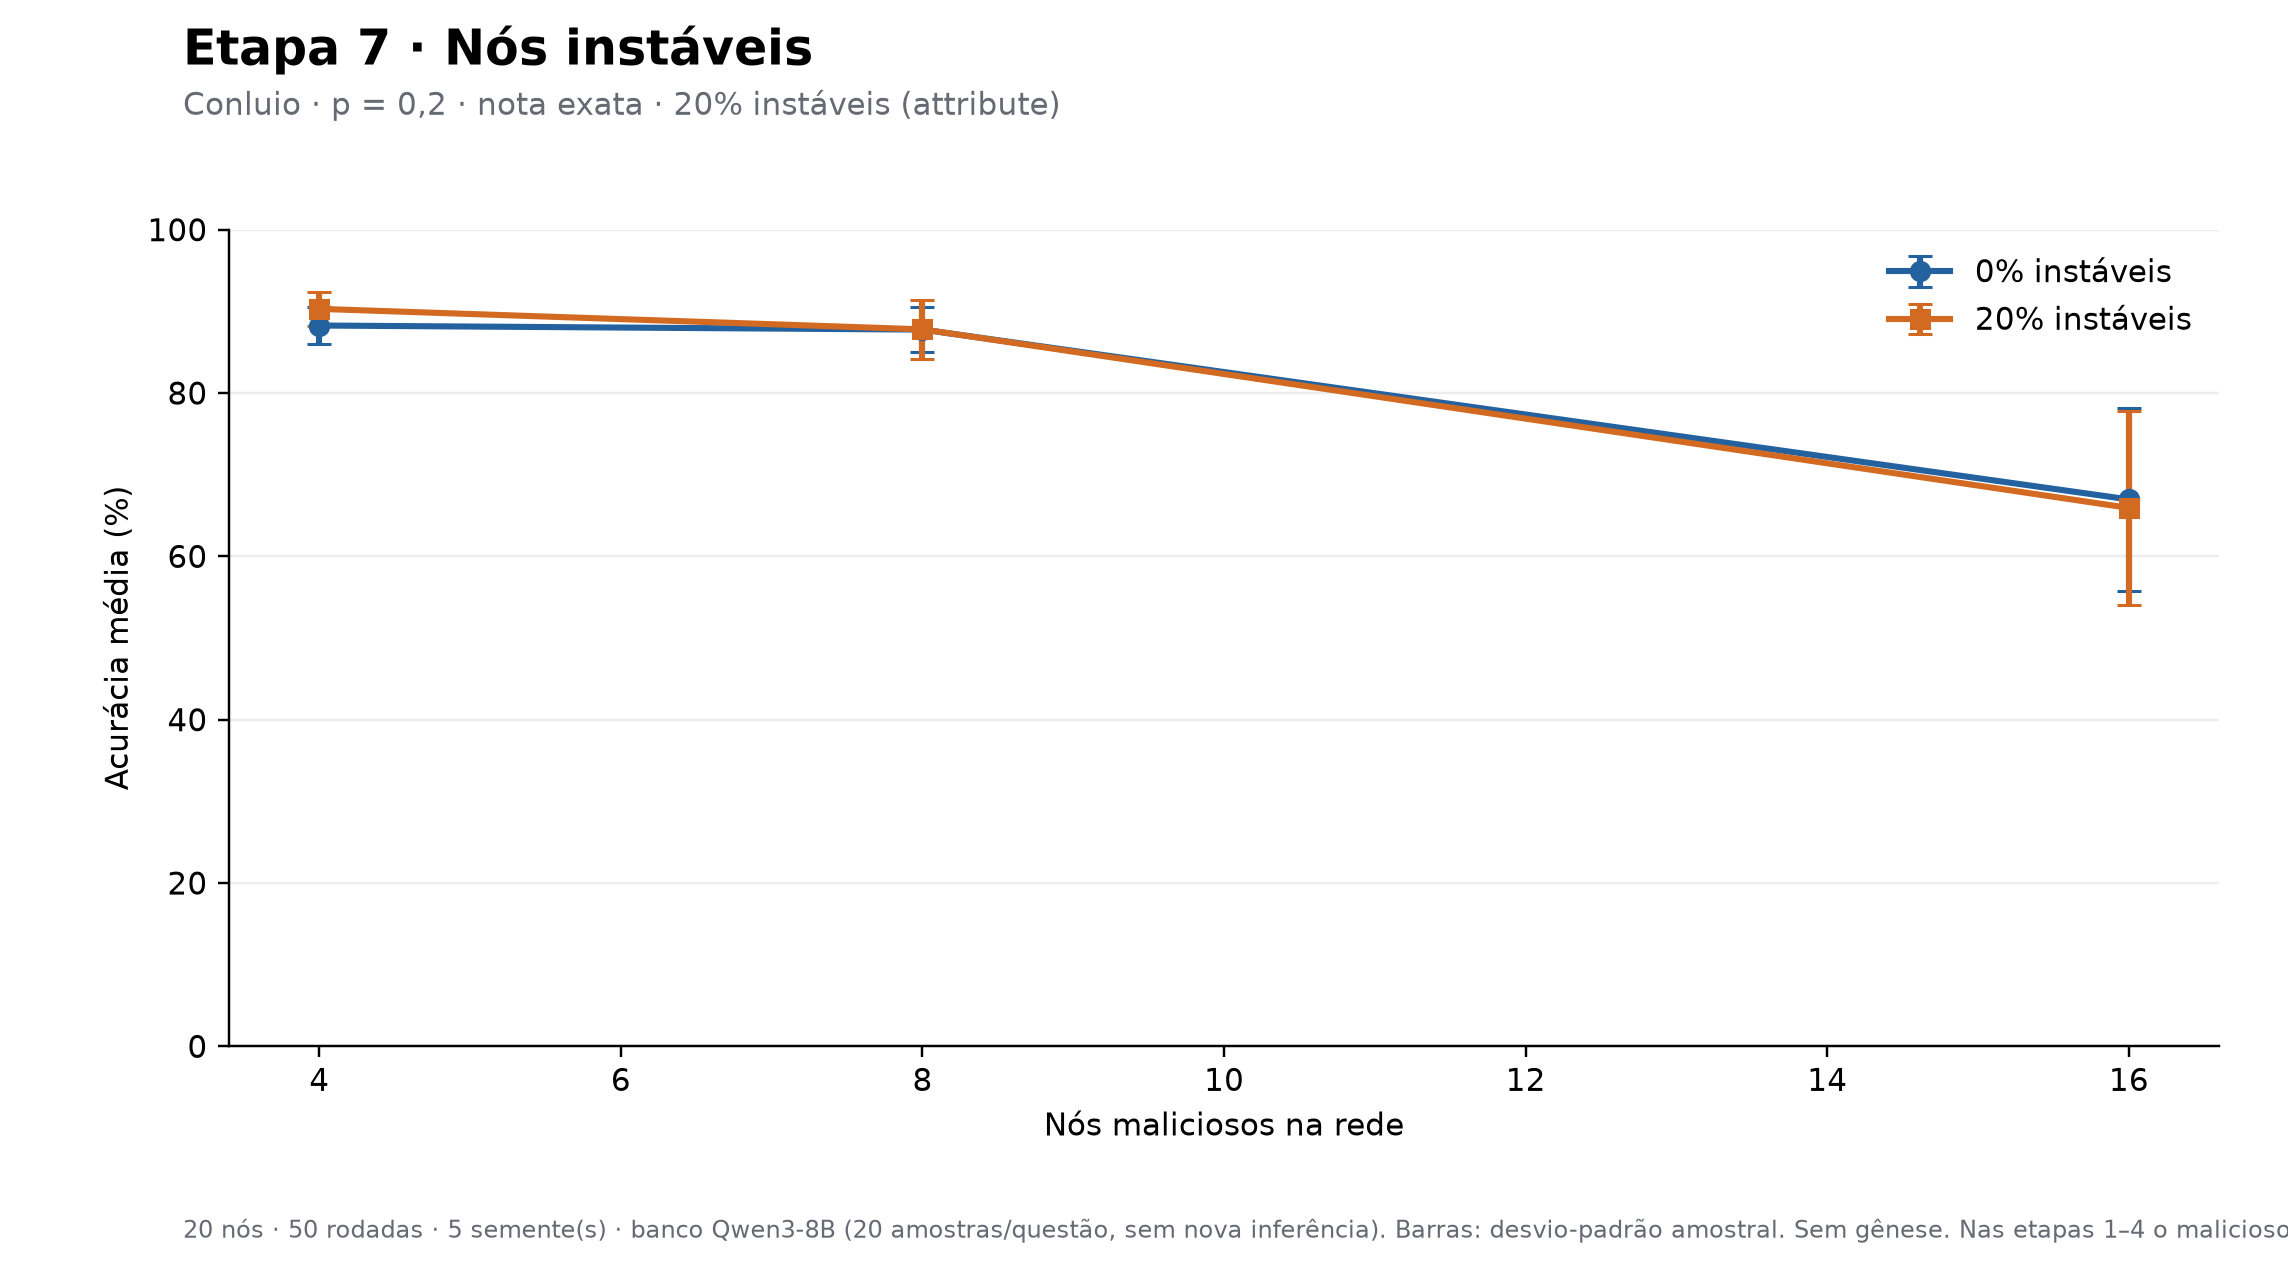 Etapa 7 · Nós instáveis
Conluio · p = 0,2 · nota exata · 20% instáveis (attribute)
100
80
60
40
20
0
Acurácia média (%)
0% instáveis
20% instáveis
4 6 8 10 12 14 16
Nós maliciosos na rede
20 nós · 50 rodadas · 5 semente(s) · banco Qwen3-8B (20 amostras/questão, sem nova inferência). Barras: desvio-padrão amostral. Sem gênese. Nas etapas 1–4 o malicioso